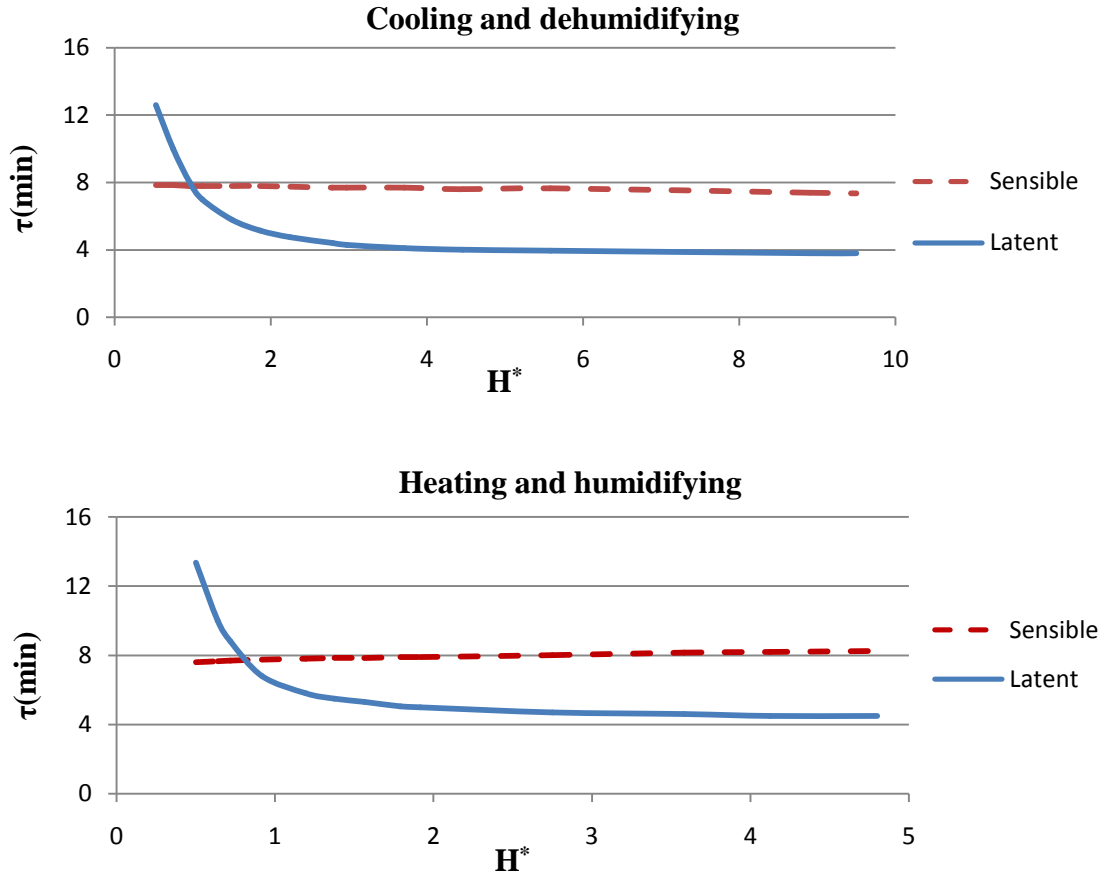 Cooling and dehumidifying
16
12
8
4
0
τ(min)
0 2 4 6 8 10
H*
Sensible
Latent
Heating and humidifying
16
12
8
4
0
τ(min)
0 1 2 3 4 5
H*
Sensible
Latent